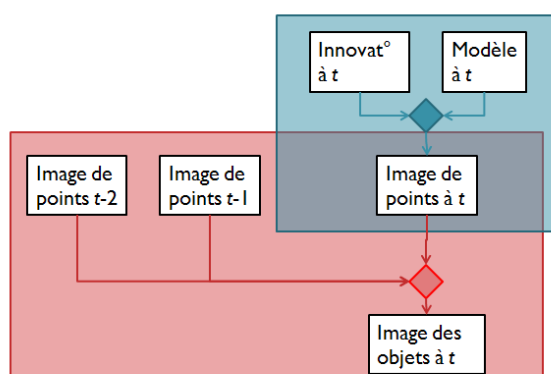 Innovat°
à t
Modèle
à t
Image de
points t-2
Image de
points t-1
Image de
points à t
Image des
objets à t